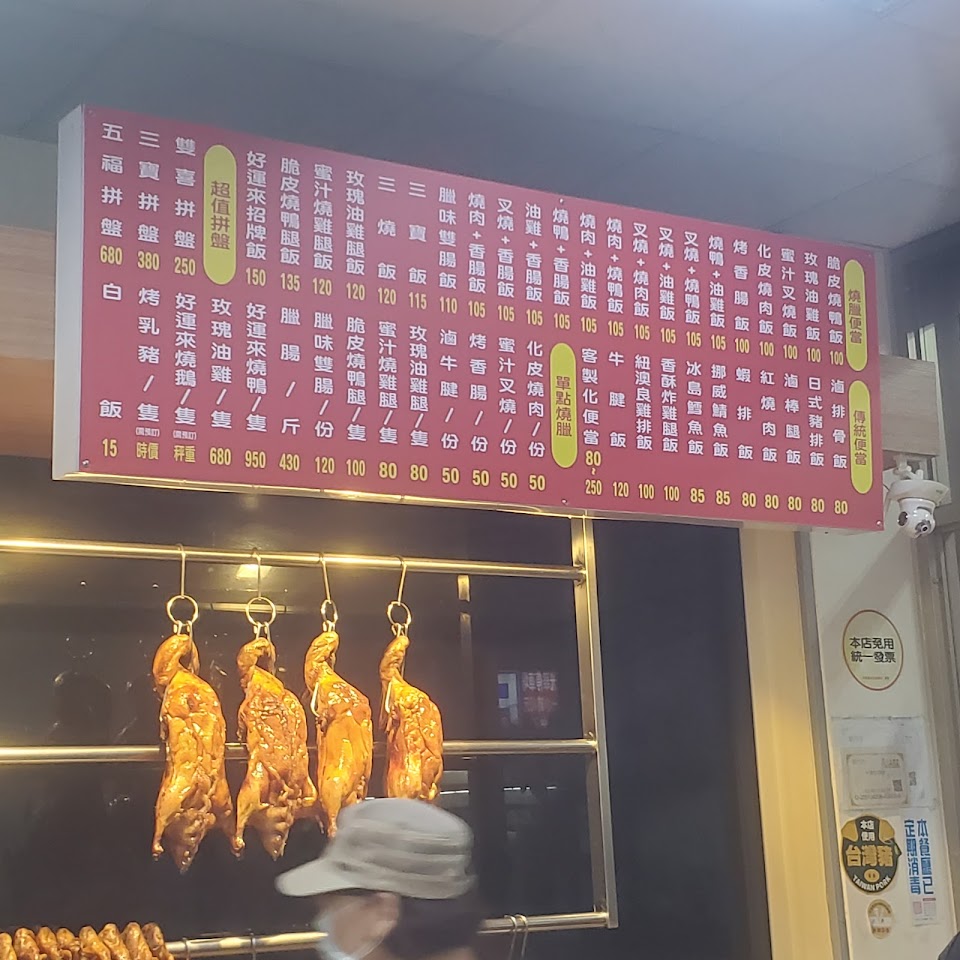 燒臘便當
脆皮燒鴨飯 100
玫瑰油雞飯 100
蜜汁叉燒飯 100
化皮燒肉飯 100
烤香腸飯 100
燒鴨+油雞飯 105
叉燒+燒鴨飯 105
叉燒+油雞飯 105
叉燒+燒肉飯 105
燒肉+燒鴨飯 105
燒肉+油雞飯 105
燒鴨+香腸飯 105
油雞+香腸飯 105
叉燒+香腸飯 105
燒肉+香腸飯 105
臘味雙腸飯 110
三寶飯 115
三燒飯 120
玫瑰油雞腿飯 120
蜜汁燒雞腿飯 120
脆皮燒鴨腿飯 135
好運來招牌飯 150
超值拼盤
雙喜拼盤 250
三寶拼盤 380
五福拼盤 680
傳統便當
滷排骨飯 80
日式豬排飯 80
滷棒腿飯 80
紅燒肉飯 80
蝦排飯 80
挪威鯖魚飯 85
冰島鱈魚飯 85
香酥炸雞腿飯 100
紐澳良雞排飯 100
牛腱飯 120
客製化便當 80~250
單點燒臘
化皮燒肉/份 50
蜜汁叉燒/份 50
烤香腸/份 50
滷牛腱/份 50
玫瑰油雞腿/隻 80
蜜汁燒雞腿/隻 80
脆皮燒鴨腿/隻 100
臘味雙腸/份 120
臘腸/斤 430
好運來燒鴨/隻 950
玫瑰油雞/隻 680
好運來燒鵝/隻 (需預訂) 秤重
烤乳豬/隻 (需預訂) 時價
白飯 15
本店免用
統一發票
本店
使用
台灣豬
TAIWAN PORK
本餐廳已
定期消毒